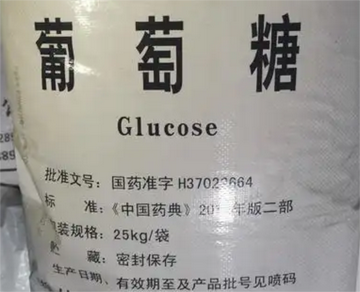 葡萄糖
Glucose
批准文号：国药准字 H37022664
标 准：《中国药典》20 年版二部
包装规格：25kg/袋
藏：密封保存
生产日期、有效期至及产品批号见喷码